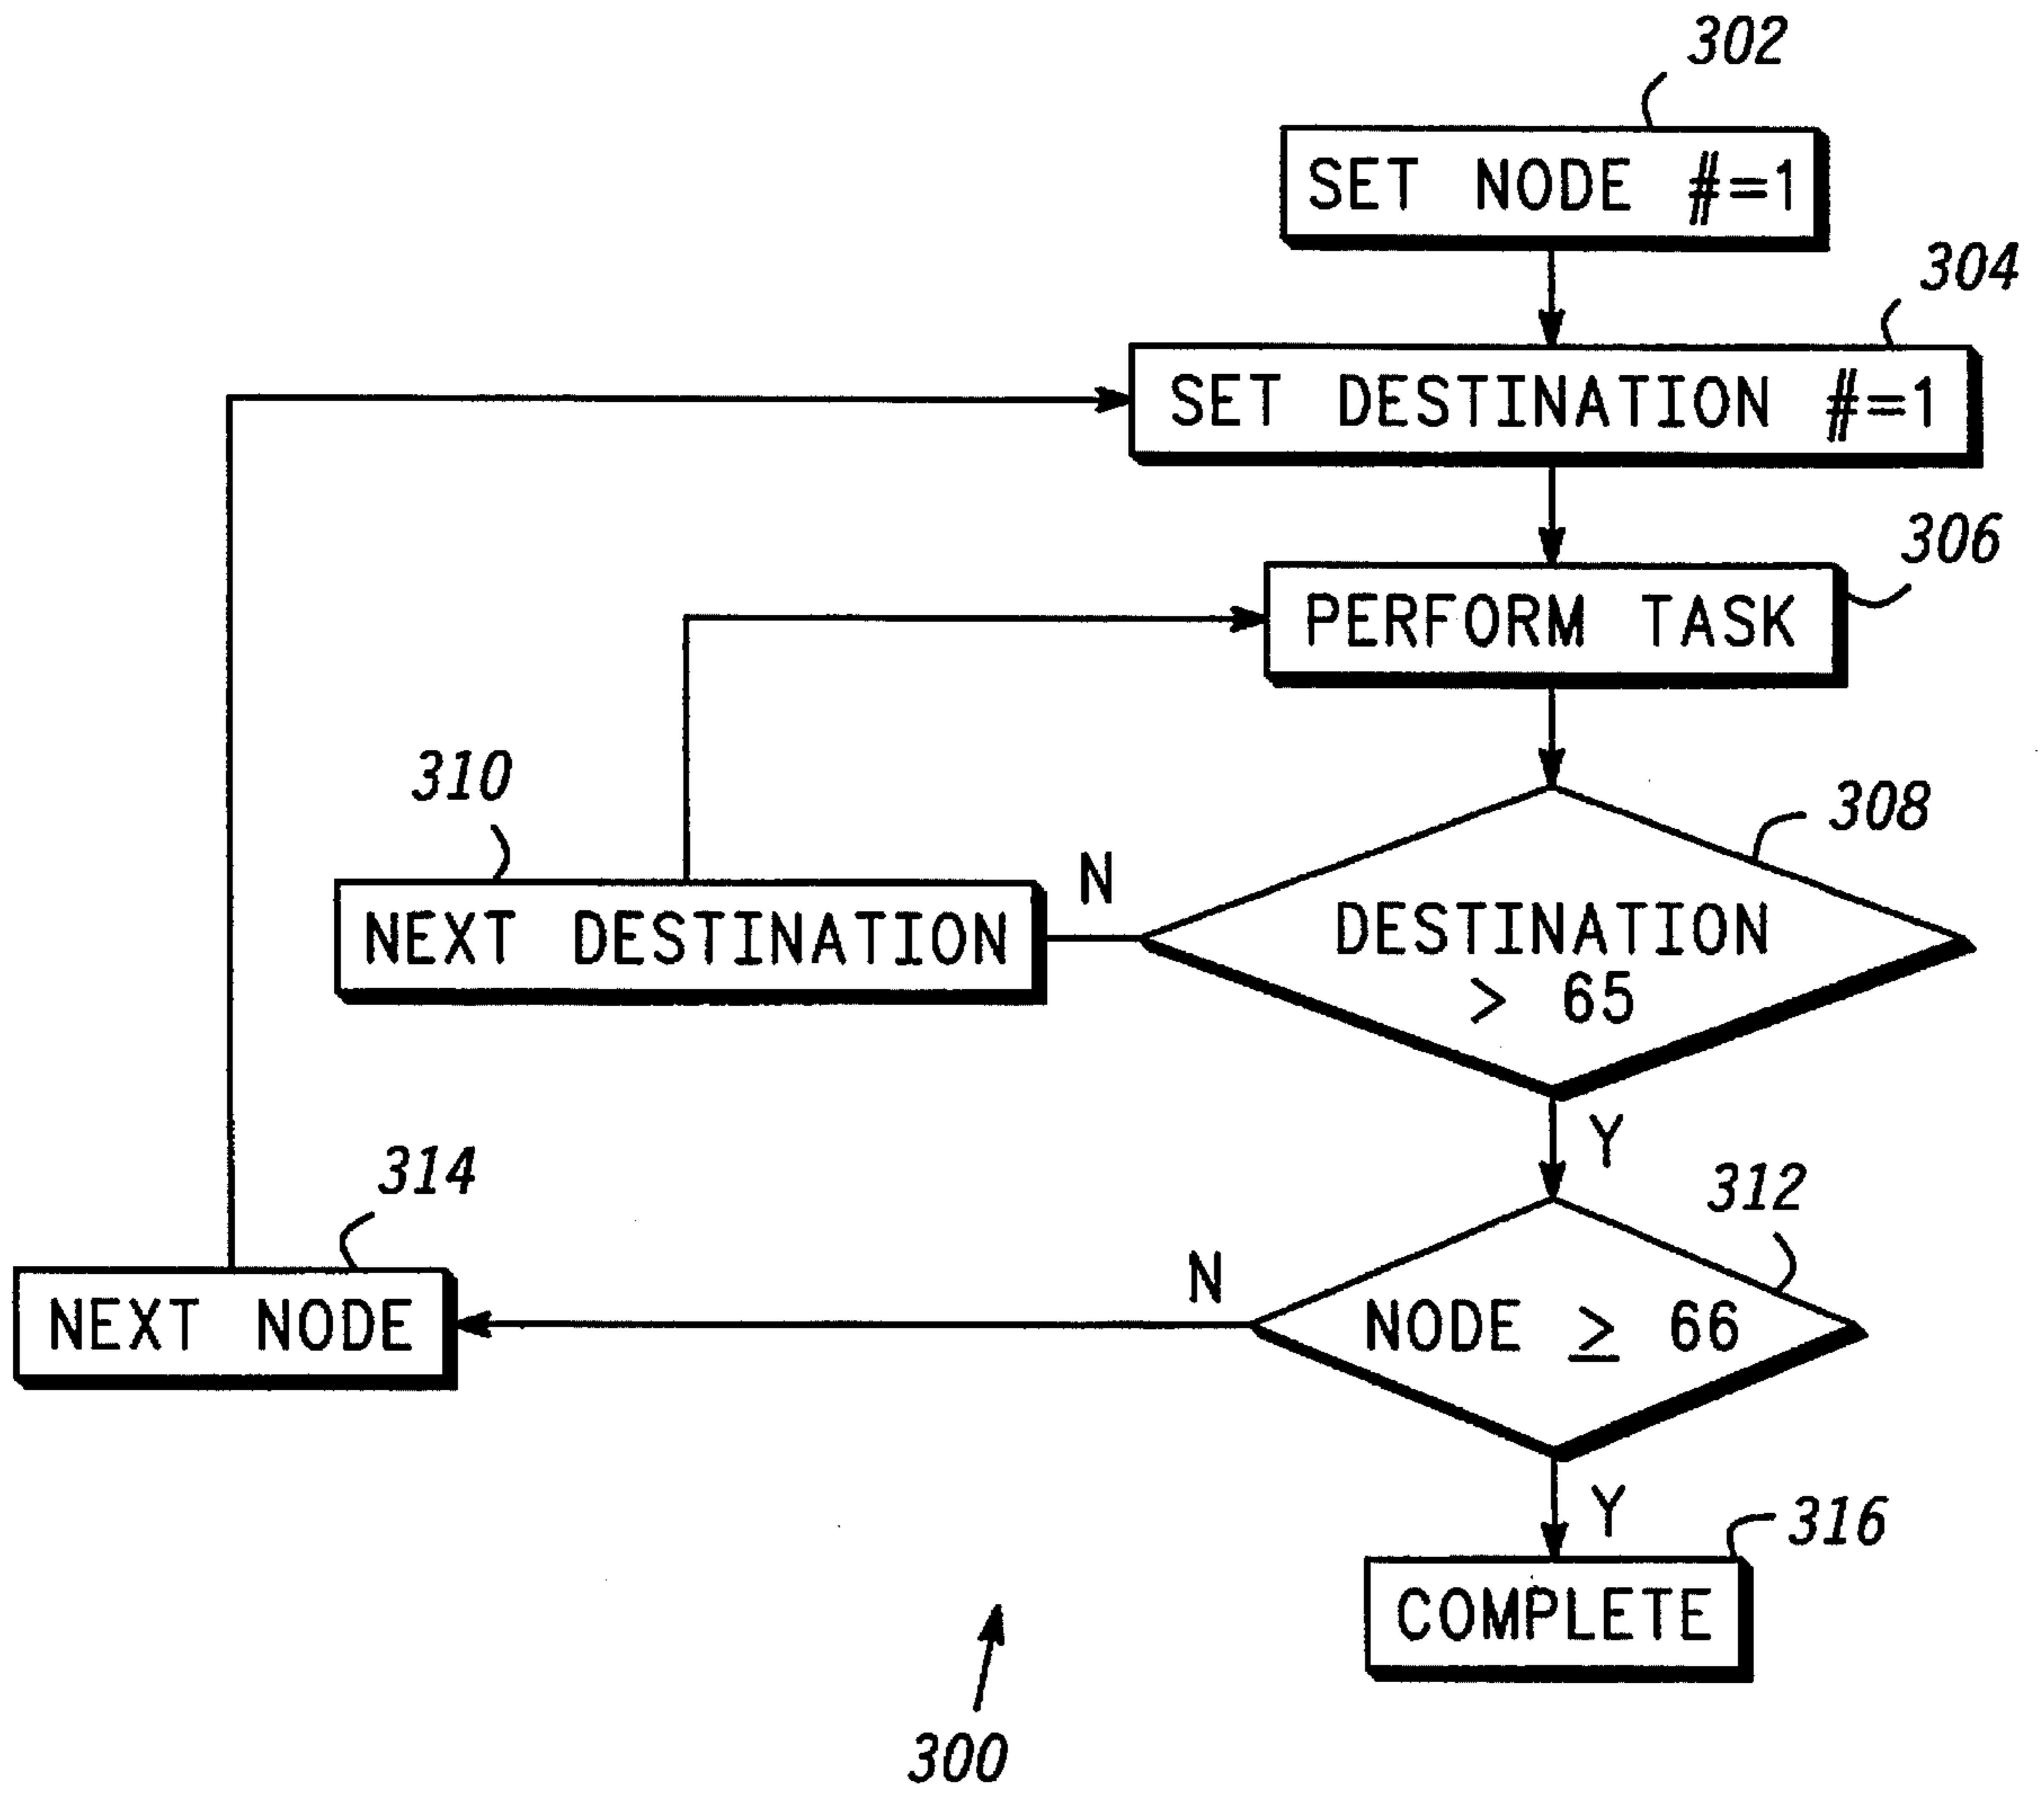 302
SET NODE #=1
304
SET DESTINATION #=1
306
PERFORM TASK
310
308
N
NEXT DESTINATION
DESTINATION
> 65
Y
314
312
N
NEXT NODE
NODE ≥ 66
Y
316
COMPLETE
300